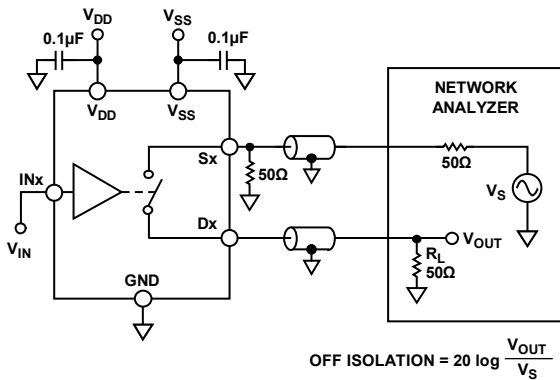 VDD
VSS
0.1µF
0.1µF
VDD
VSS
NETWORK
ANALYZER
Sx
50Ω
50Ω
INx
VS
Dx
VOUT
VIN
RL
50Ω
GND
OFF ISOLATION = 20 log VOUT
VS